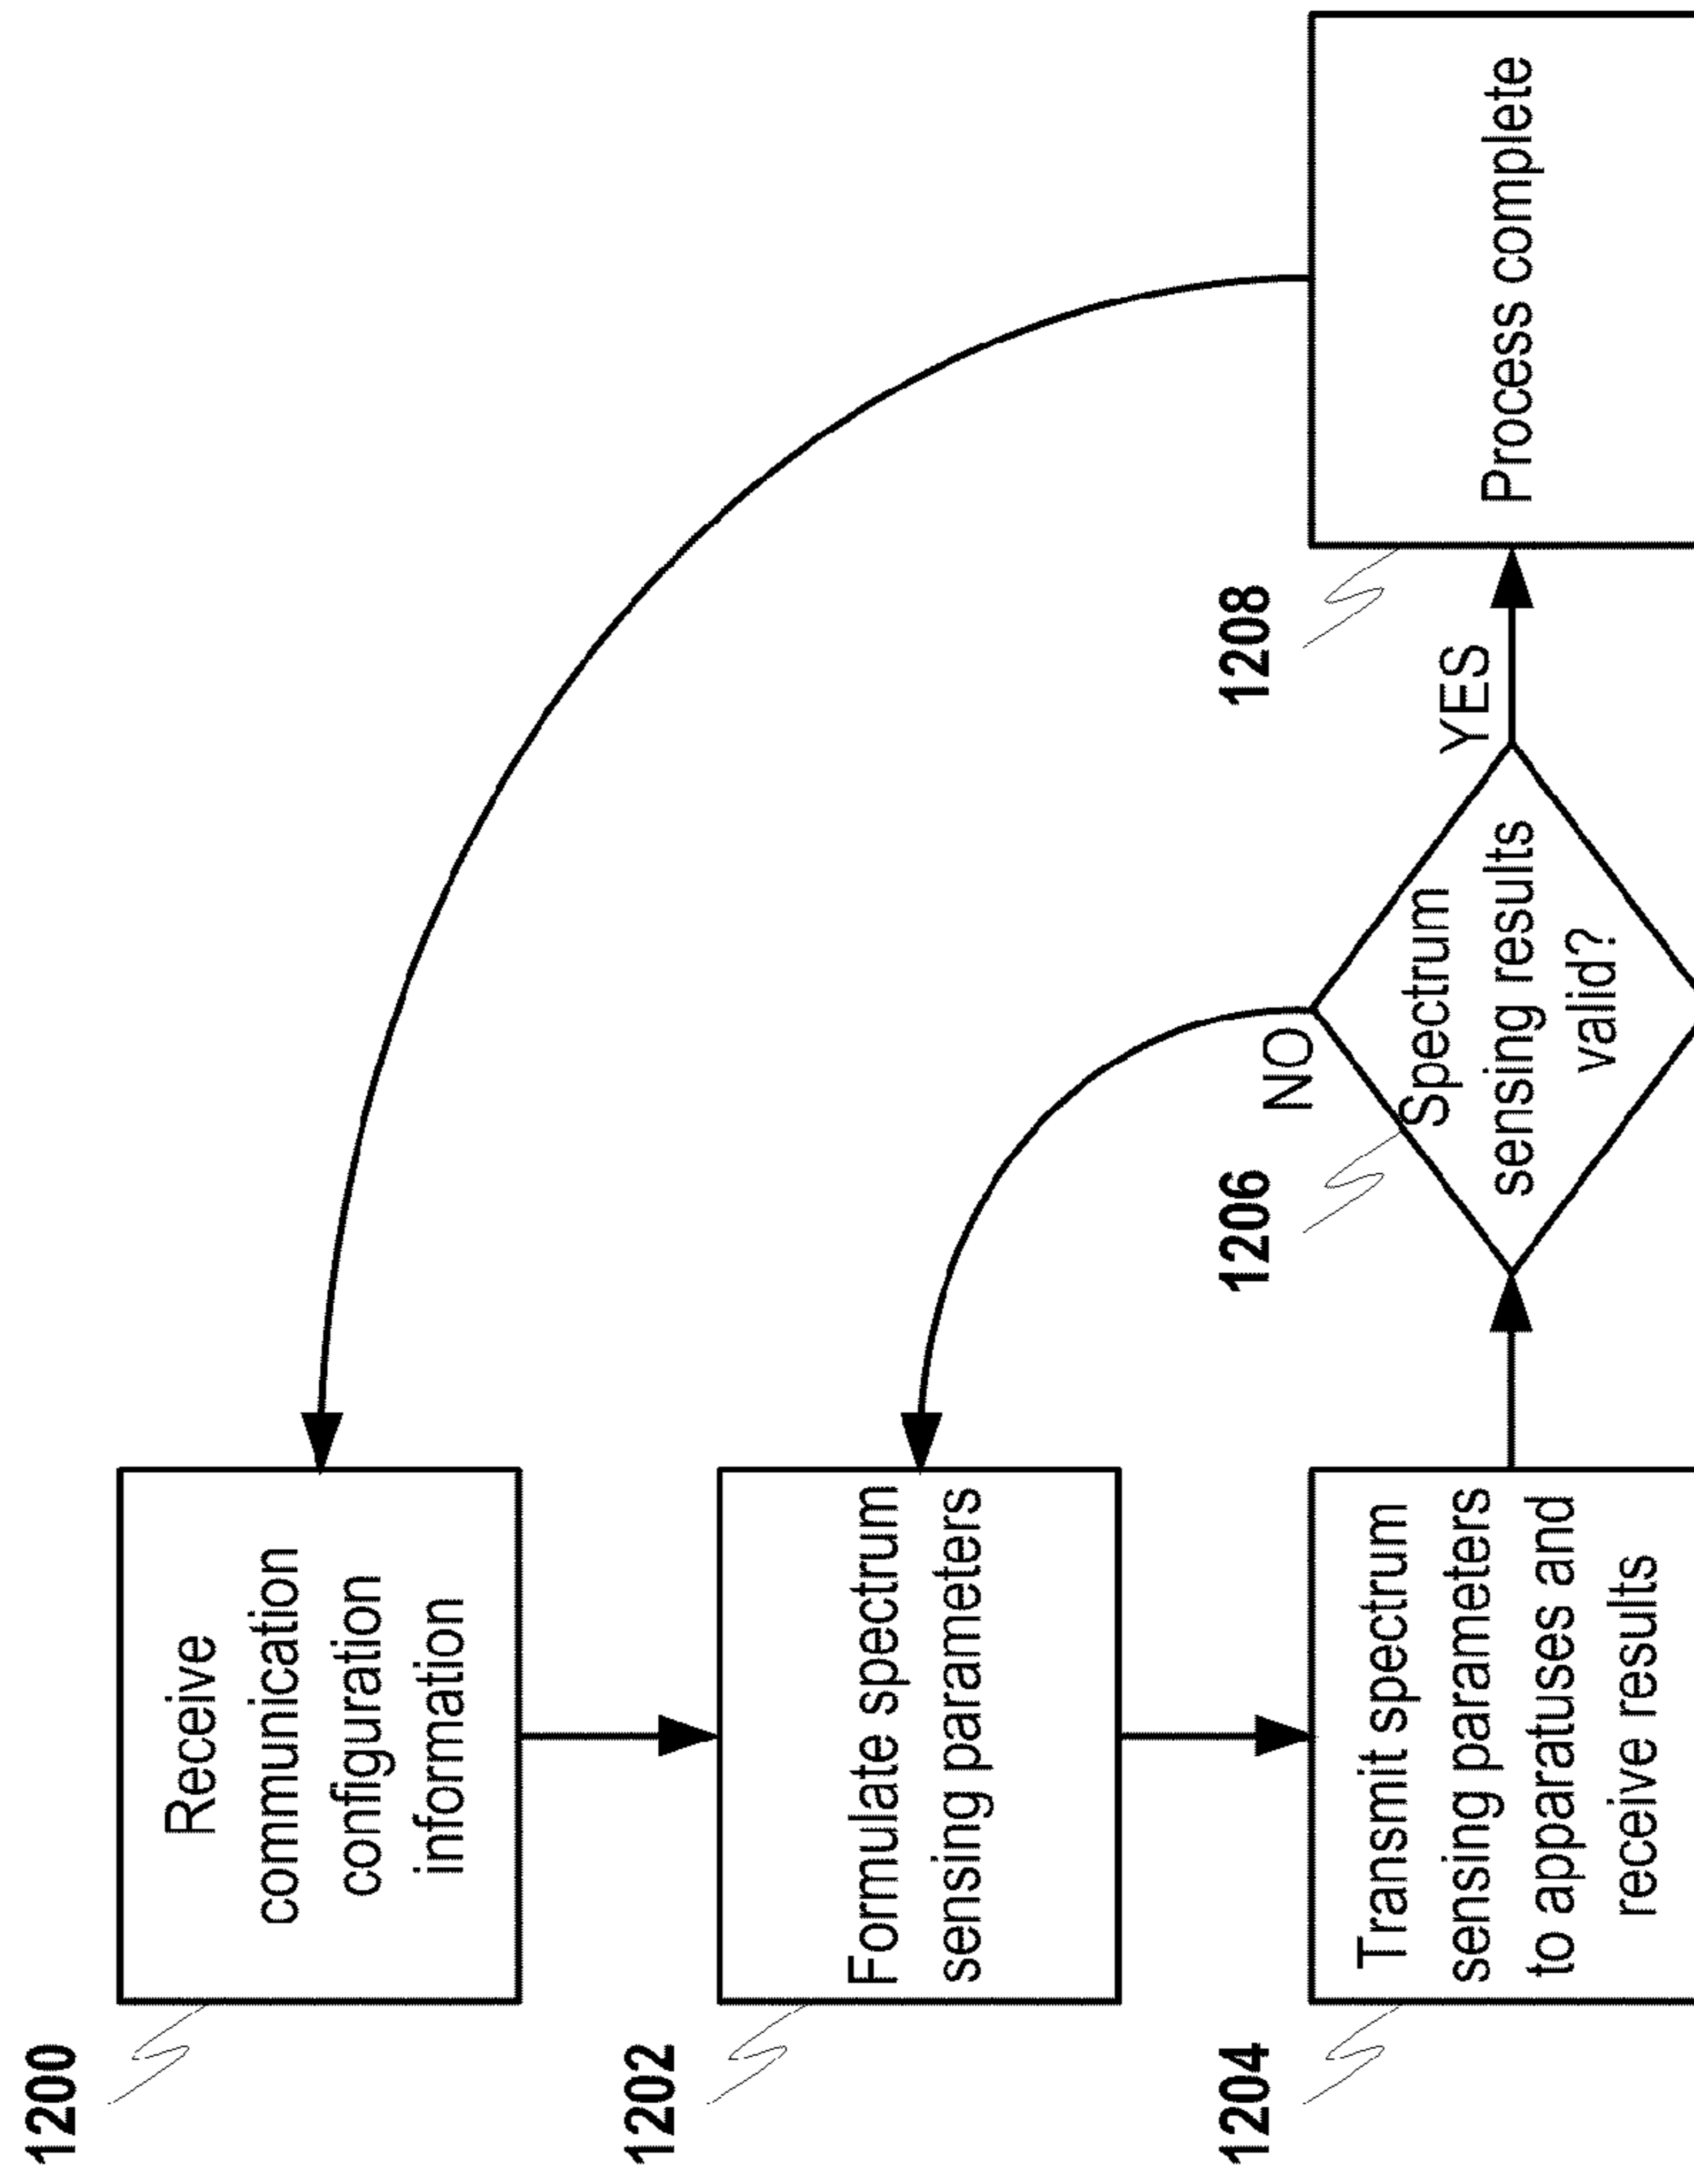 1200
Receive
communication
configuration
information
1202
Formulate spectrum
sensing parameters
1204
Transmit spectrum
sensing parameters
to apparatuses and
receive results
1206
Spectrum
sensing results
valid?
NO
YES
1208
Process complete